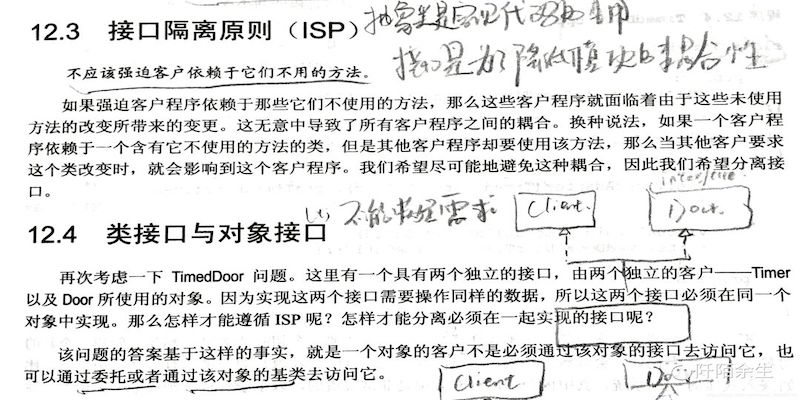 12.3 接口隔离原则（ISP）
抽象类是实现代码的重用
接口是为了降低模块的耦合性
不应该强迫客户依赖于它们不用的方法。
如果强迫客户程序依赖于那些它们不使用的方法，那么这些客户程序就面临着由于这些未使用
方法的改变所带来的变更。这无意中导致了所有客户程序之间的耦合。换种说法，如果一个客户程
序依赖于一个含有它不使用的方法的类，但是其他客户程序却要使用该方法，那么当其他客户要求
这个类改变时，就会影响到这个客户程序。我们希望尽可能地避免这种耦合，因此我们希望分离接
口。
interface
不能满足需求
Client
Door
12.4 类接口与对象接口
再次考虑一下 TimedDoor 问题。这里有一个具有两个独立的接口，由两个独立的客户——Timer
以及 Door 所使用的对象。因为实现这两个接口需要操作同样的数据，所以这两个接口必须在同一个
对象中实现。那么怎样才能遵循 ISP 呢？怎样才能分离必须在一起实现的接口呢？
该问题的答案基于这样的事实，就是一个对象的客户不是必须通过该对象的接口去访问它，也
可以通过委托或者通过该对象的基类去访问它。
Client
阡陌余生